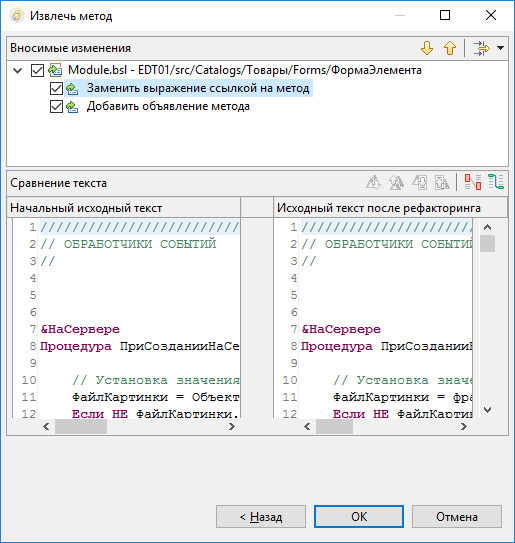 Извлечь метод
Вносимые изменения
Module.bsl - EDT01/src/Catalogs/Товары/Forms/ФормаЭлемента
Заменить выражение ссылкой на метод
Добавить объявление метода
Сравнение текста
Начальный исходный текст
Исходный текст после рефакторинга
1 /////////////////////////
2 // ОБРАБОТЧИКИ СОБЫТИЙ
3 //
4
5
6
7 &НаСервере
8 Процедура ПриСозданииНаСе
9
10 // Установка значения
11 ФайлКартинки = Объект
12 Если НЕ ФайлКартинки.
1 //////////////////////
2 // ОБРАБОТЧИКИ СОБЫТИЙ
3 //
4
5
6
7 &НаСервере
8 Процедура ПриСозданииН
9
10 // Установка значе
11 ФайлКартинки = фра
12 Если НЕ ФайлКартин
< Назад
OK
Отмена